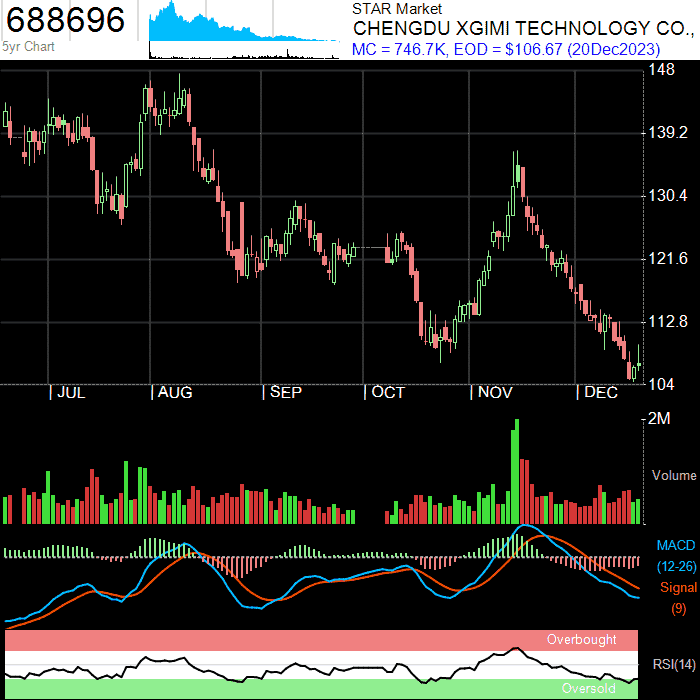 688696
5yr Chart
STAR Market
CHENGDU XGIMI TECHNOLOGY CO.,
MC = 746.7K, EOD = $106.67 (20Dec2023)
148
139.2
130.4
121.6
112.8
104
JUL
AUG
SEP
OCT
NOV
DEC
2M
Volume
MACD
(12-26)
Signal
(9)
Overbought
RSI(14)
Oversold